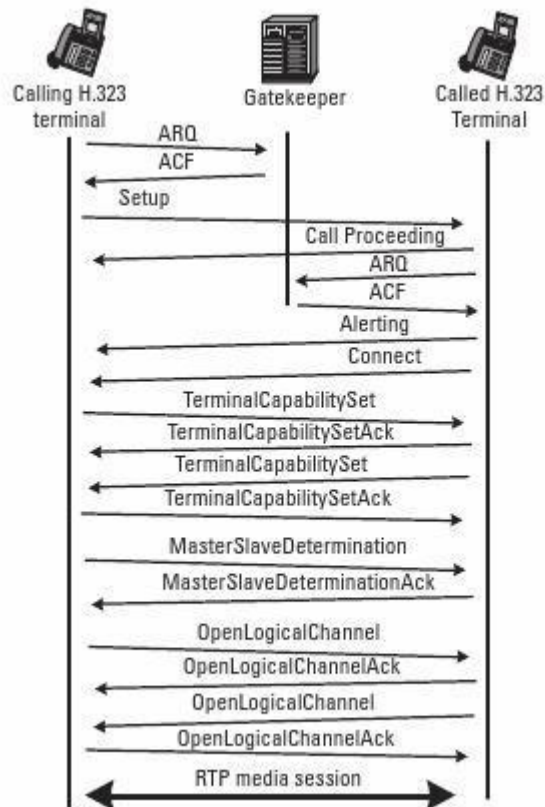 Calling H.323
terminal
Gatekeeper
Called H.323
Terminal
ARQ
ACF
Setup
Call Proceeding
ARQ
ACF
Alerting
Connect
TerminalCapabilitySet
TerminalCapabilitySetAck
TerminalCapabilitySet
TerminalCapabilitySetAck
MasterSlaveDetermination
MasterSlaveDeterminationAck
OpenLogicalChannel
OpenLogicalChannelAck
OpenLogicalChannel
OpenLogicalChannelAck
RTP media session